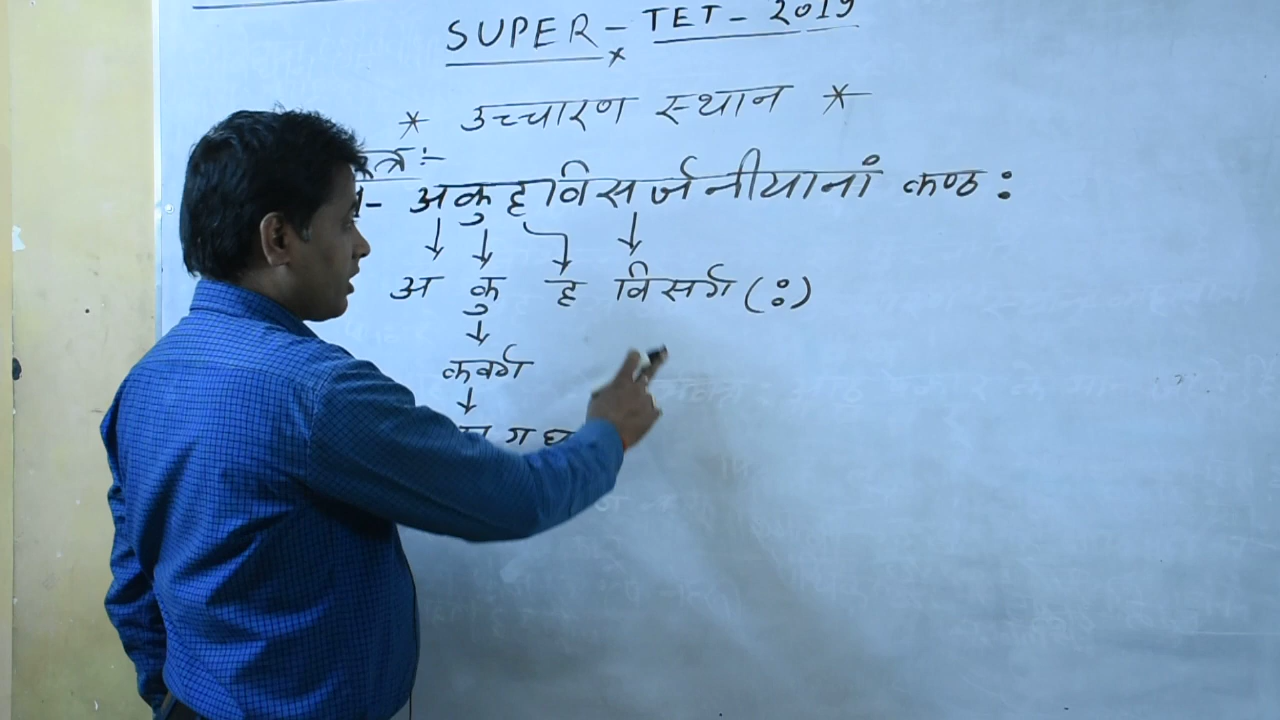 SUPER - TET - 2019
* उच्चारण स्थान *
सूत्र :-
- अकुहविसर्जनीयानां कण्ठ :
अ कु ह विसर्ग ( : )
कवर्ग
ग घ